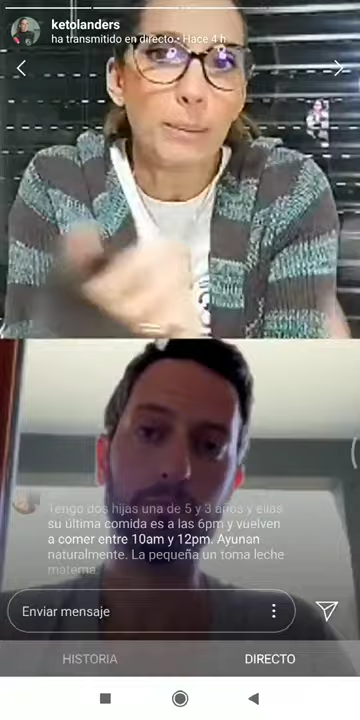 ketolanders
ha transmitido en directo • Hace 4 h
Tengo dos hijas una de 5 y 3 años y ellas
su última comida es a las 6pm y vuelven
a comer entre 10am y 12pm. Ayunan
naturalmente. La pequeña un toma leche
materna
Enviar mensaje
HISTORIA
DIRECTO